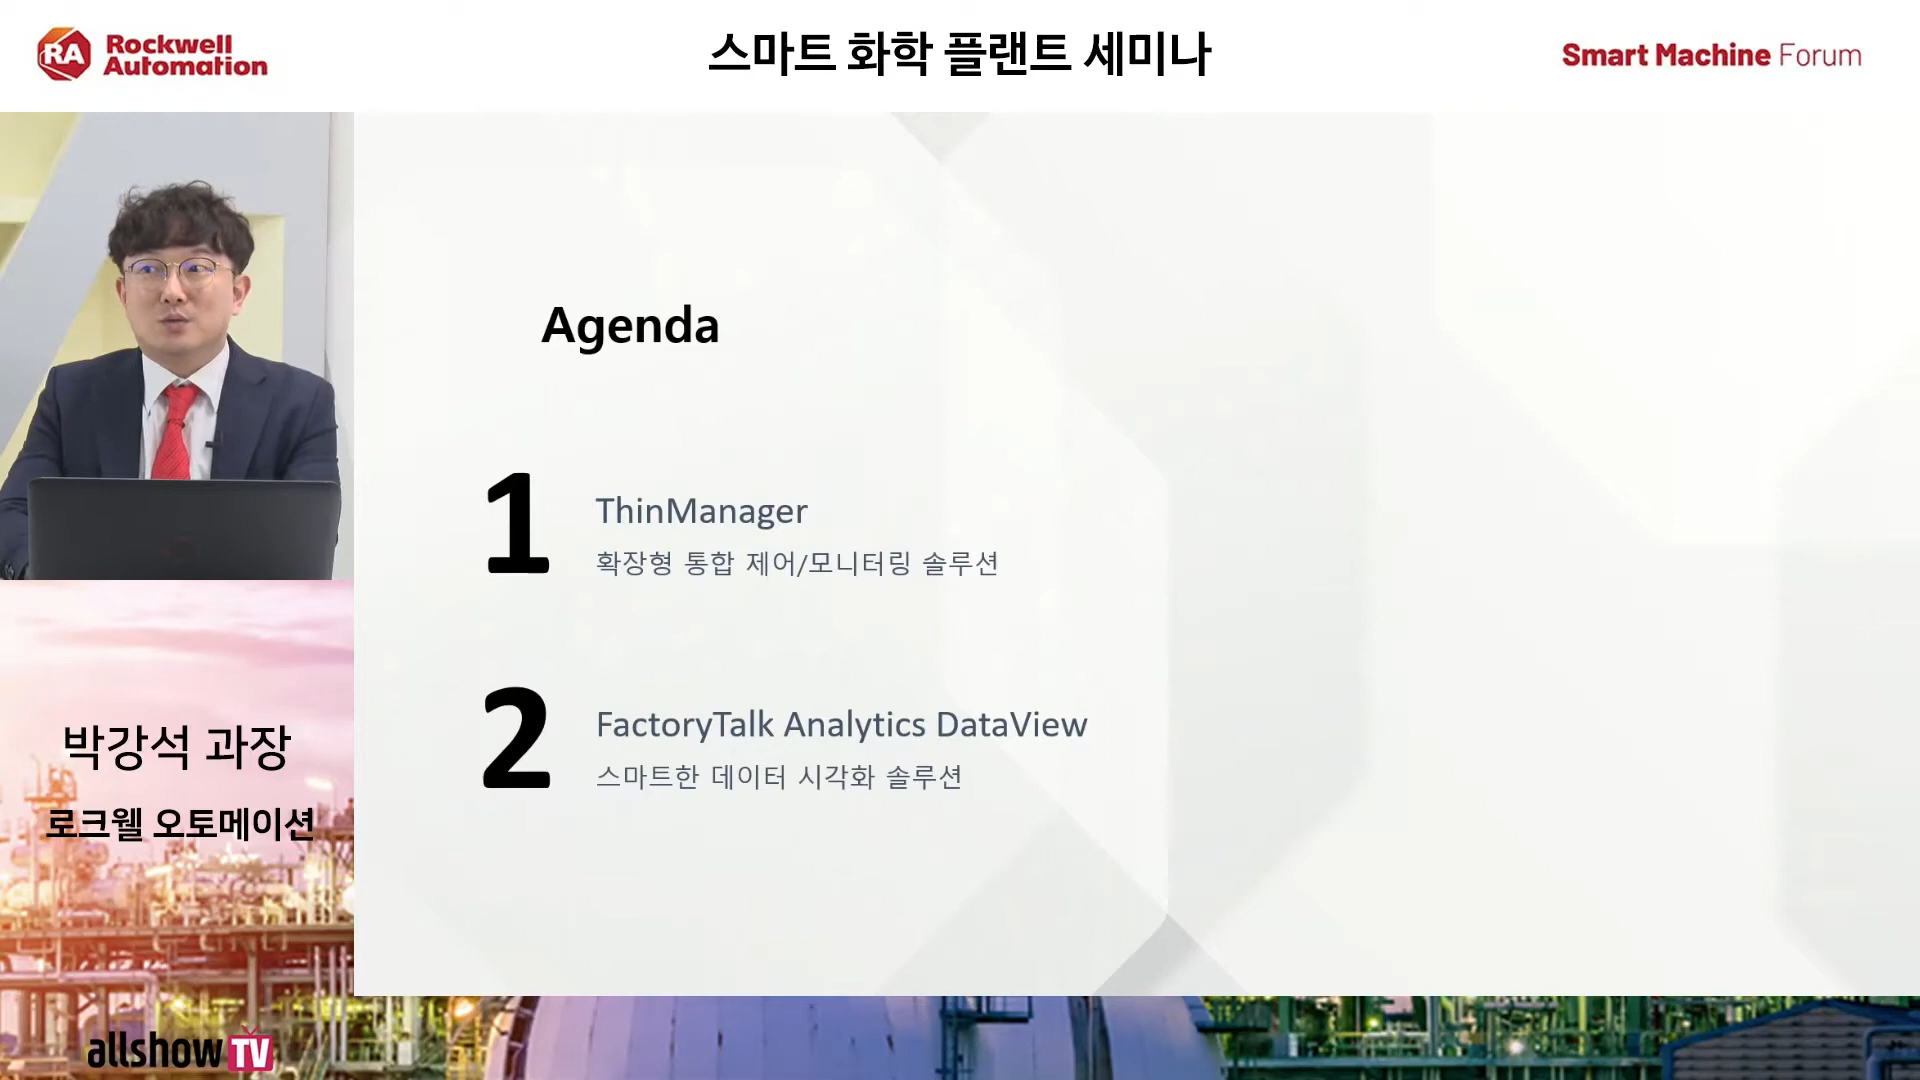 RA Rockwell
Automation
스마트 화학 플랜트 세미나
Smart Machine Forum
Agenda
1
ThinManager
확장형 통합 제어/모니터링 솔루션
2
FactoryTalk Analytics DataView
스마트한 데이터 시각화 솔루션
박강석 과장
로크웰 오토메이션
allshow TV